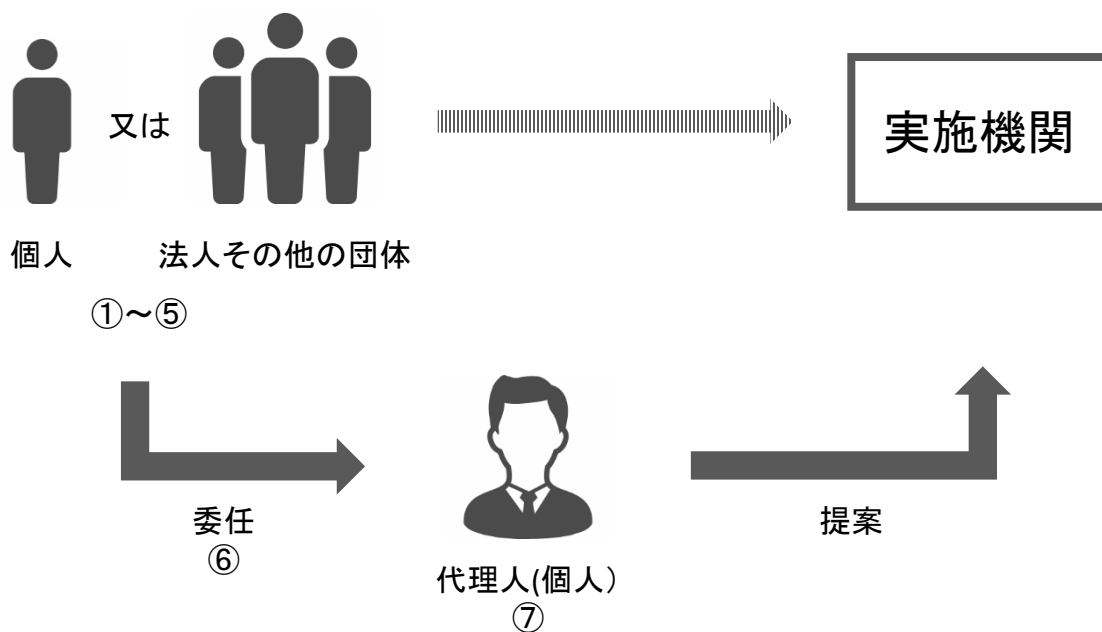 又は
実施機関
個人
法人その他の団体
①～⑤
委任
⑥
提案
代理人(個人）
⑦